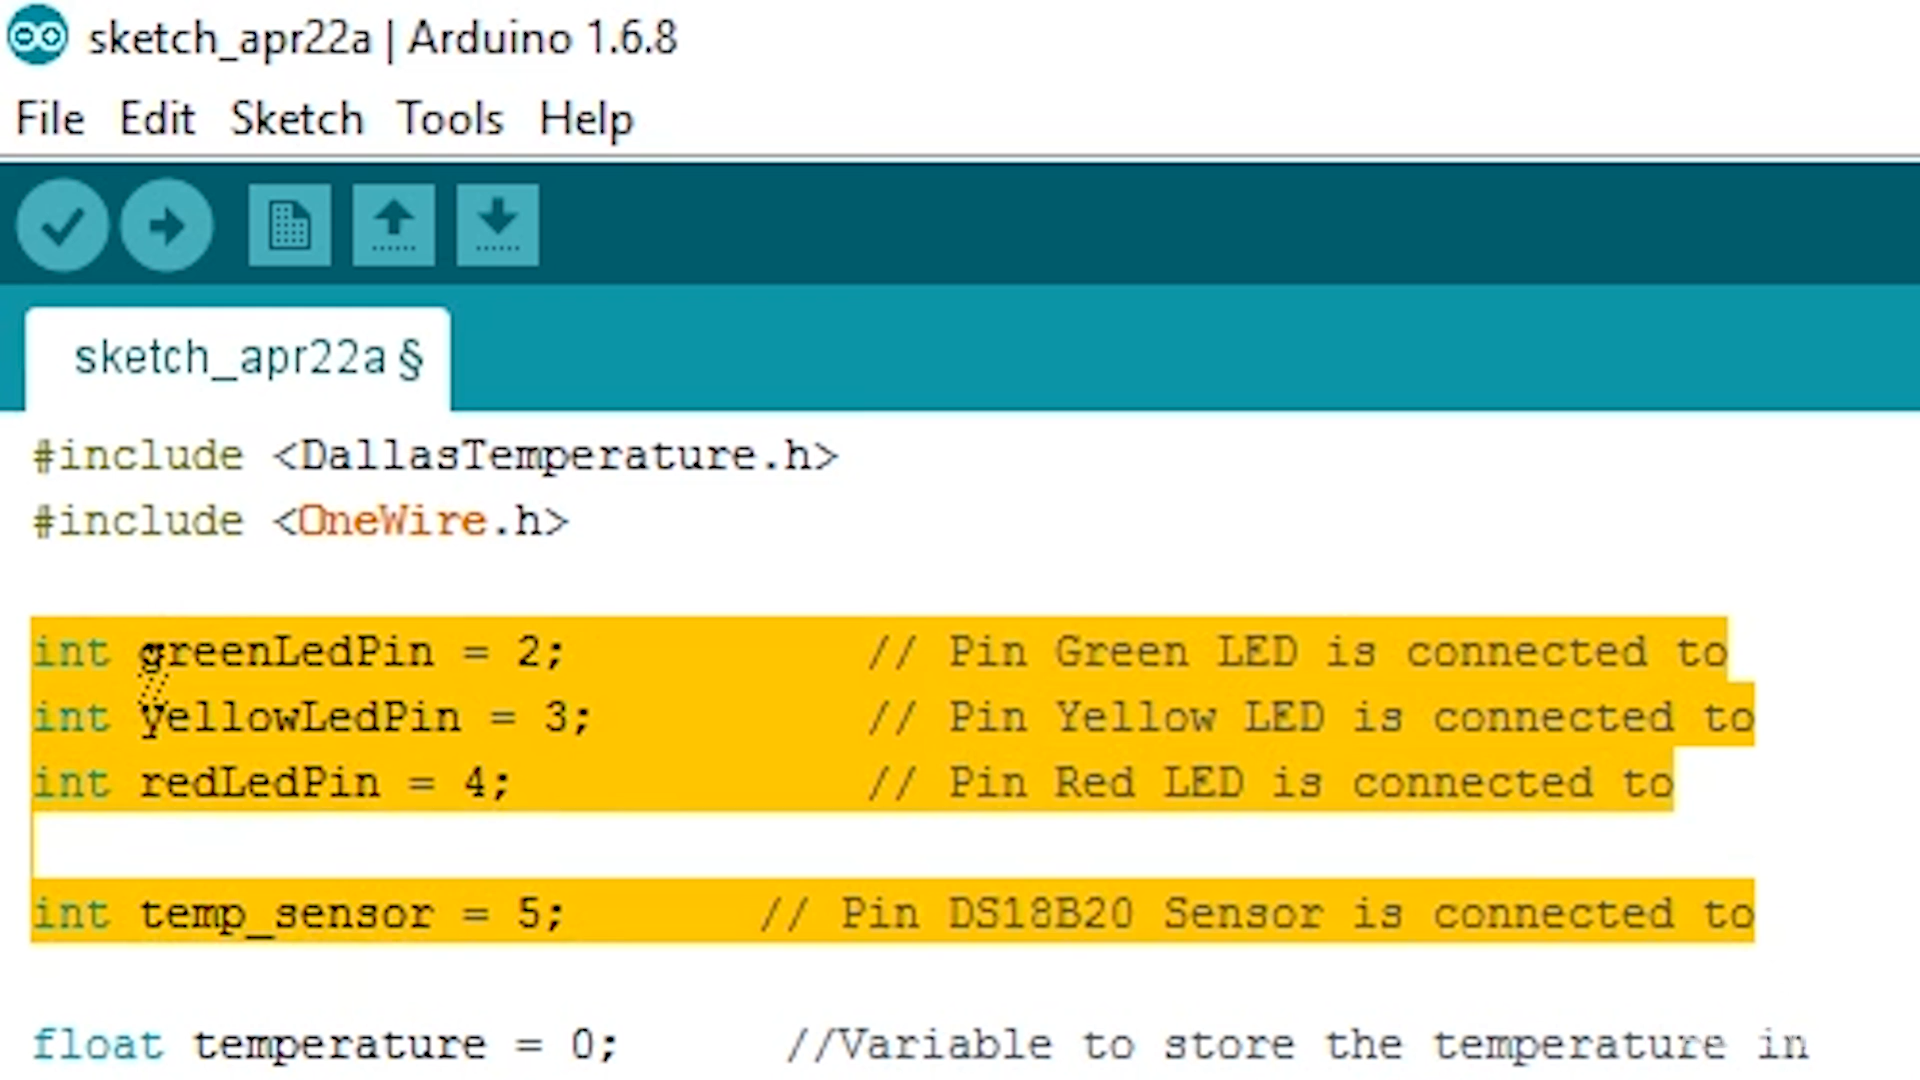 sketch_apr22a | Arduino 1.6.8
File Edit Sketch Tools Help
sketch_apr22a §
#include <DallasTemperature.h>
#include <OneWire.h>
int greenLedPin = 2; // Pin Green LED is connected to
int yellowLedPin = 3; // Pin Yellow LED is connected to
int redLedPin = 4; // Pin Red LED is connected to
int temp_sensor = 5; // Pin DS18B20 Sensor is connected to
float temperature = 0; //Variable to store the temperature in